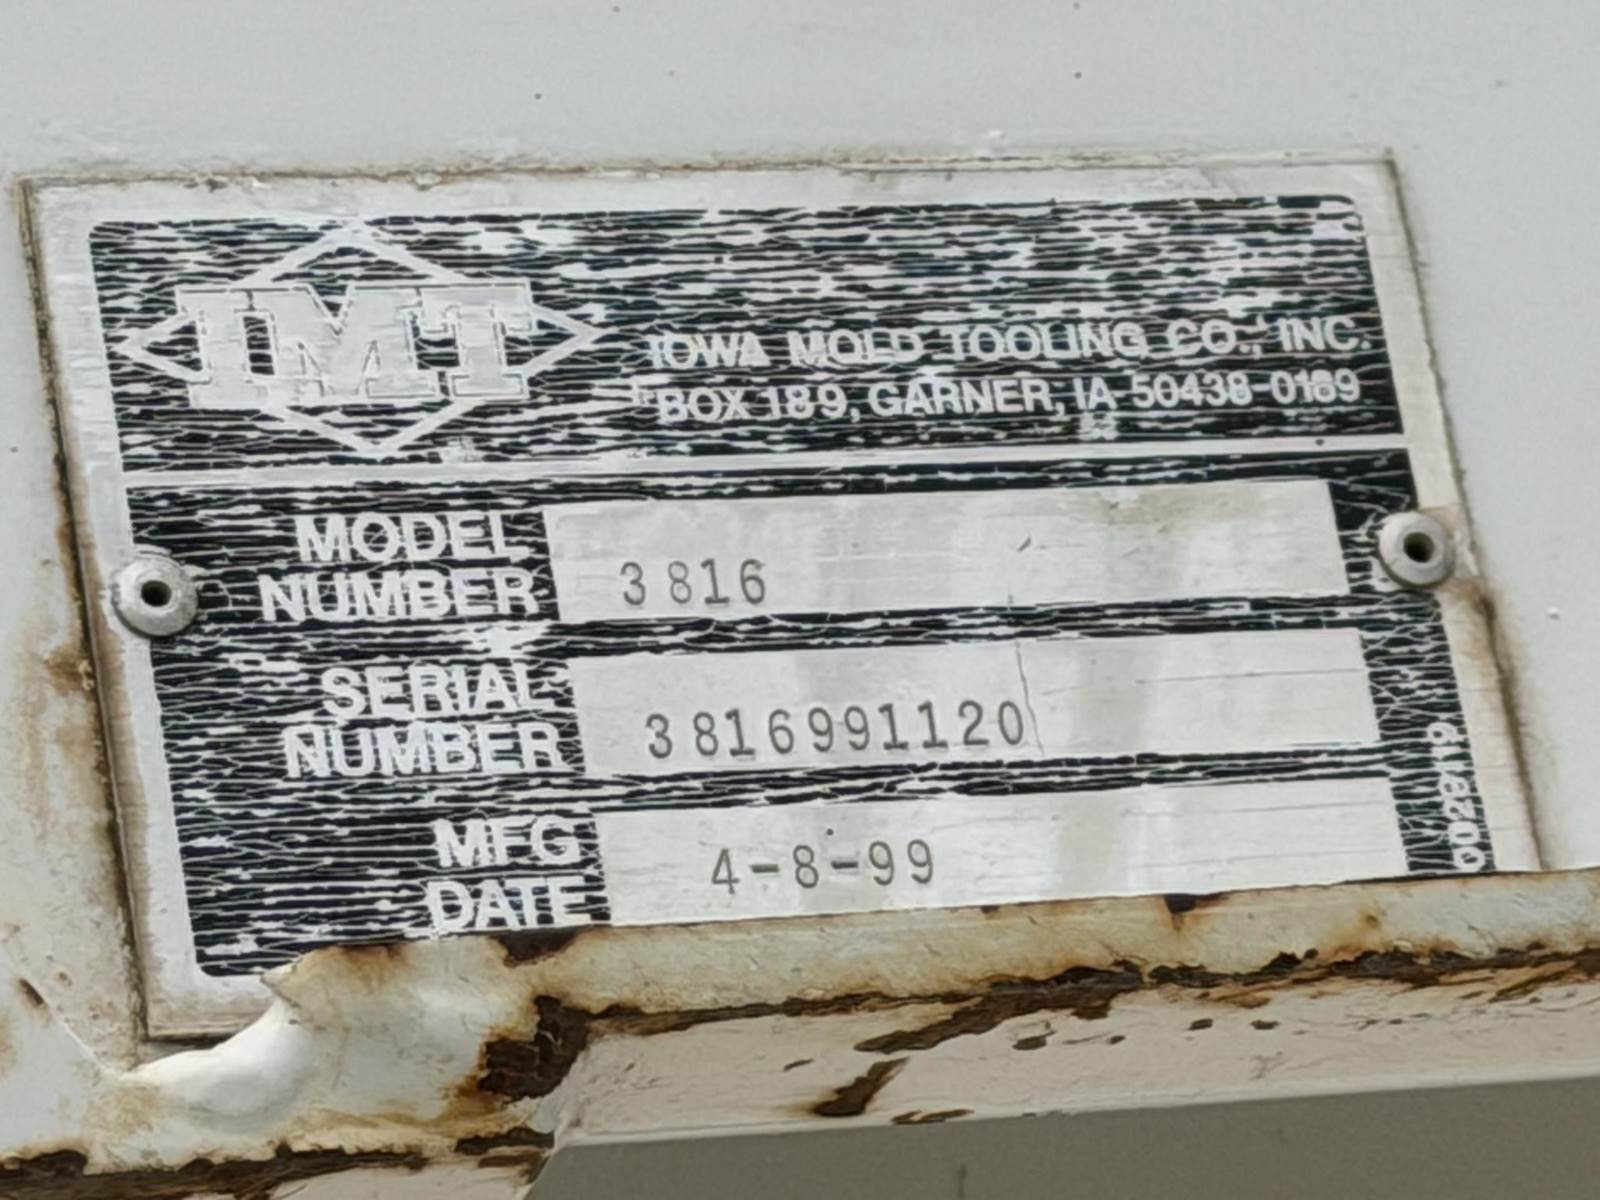 IMT
IOWA MOLD TOOLING CO., INC.
BOX 189, GARNER, IA 50438-0189
MODEL
NUMBER
3816
SERIAL
NUMBER
3816991120
MFG
DATE
4-8-99